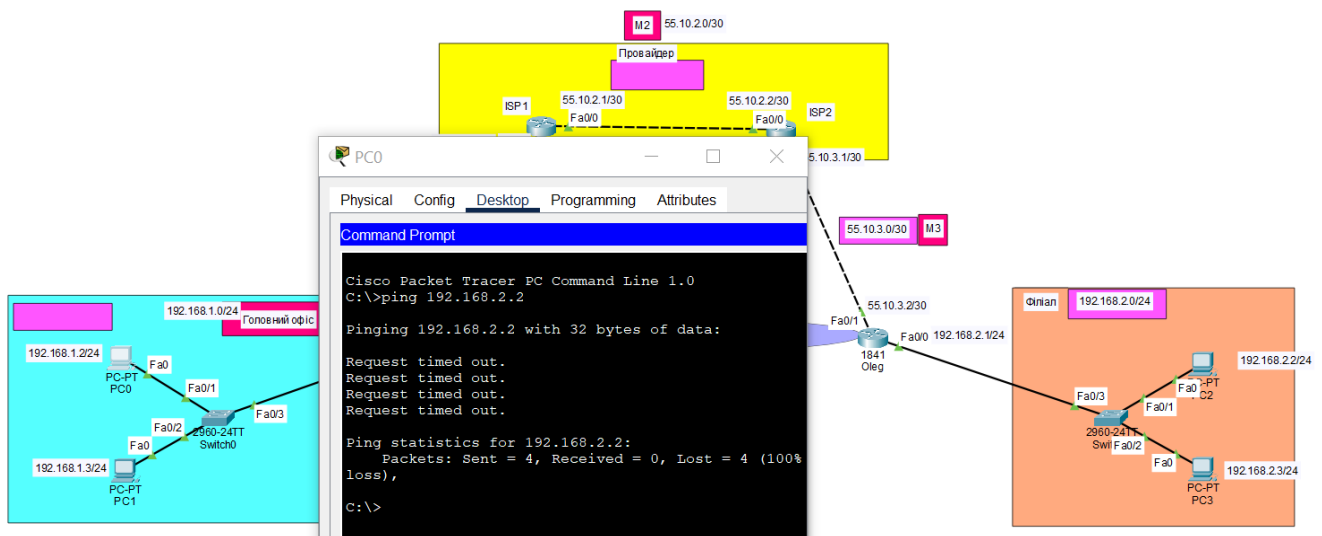 M2 55.10.2.0/30
Провайдер
ISP1
55.10.2.1/30
Fa0/0
55.10.2.2/30
Fa0/0
ISP2
5.10.3.1/30
55.10.3.0/30 M3
55.10.3.2/30
Fa0/1
Fa0/0 192.168.2.1/24
1841
Oleg
192.168.1.0/24
Головний офіс
192.168.1.2/24
Fa0
PC-PT
PC0
Fa0/1
Fa0/3
Fa0/2
2960-24TT
Switch0
Fa0
192.168.1.3/24
PC-PT
PC1
PC0
Physical Config Desktop Programming Attributes
Command Prompt
Cisco Packet Tracer PC Command Line 1.0
C:\>ping 192.168.2.2
Pinging 192.168.2.2 with 32 bytes of data:
Request timed out.
Request timed out.
Request timed out.
Request timed out.
Ping statistics for 192.168.2.2:
Packets: Sent = 4, Received = 0, Lost = 4 (100%
loss),
C:\>
Філіал
192.168.2.0/24
192.168.2.2/24
Fa0
-PT
C2
Fa0/1
Fa0/3
2960-24TT
Swit
Fa0/2
Fa0
192.168.2.3/24
PC-PT
PC3